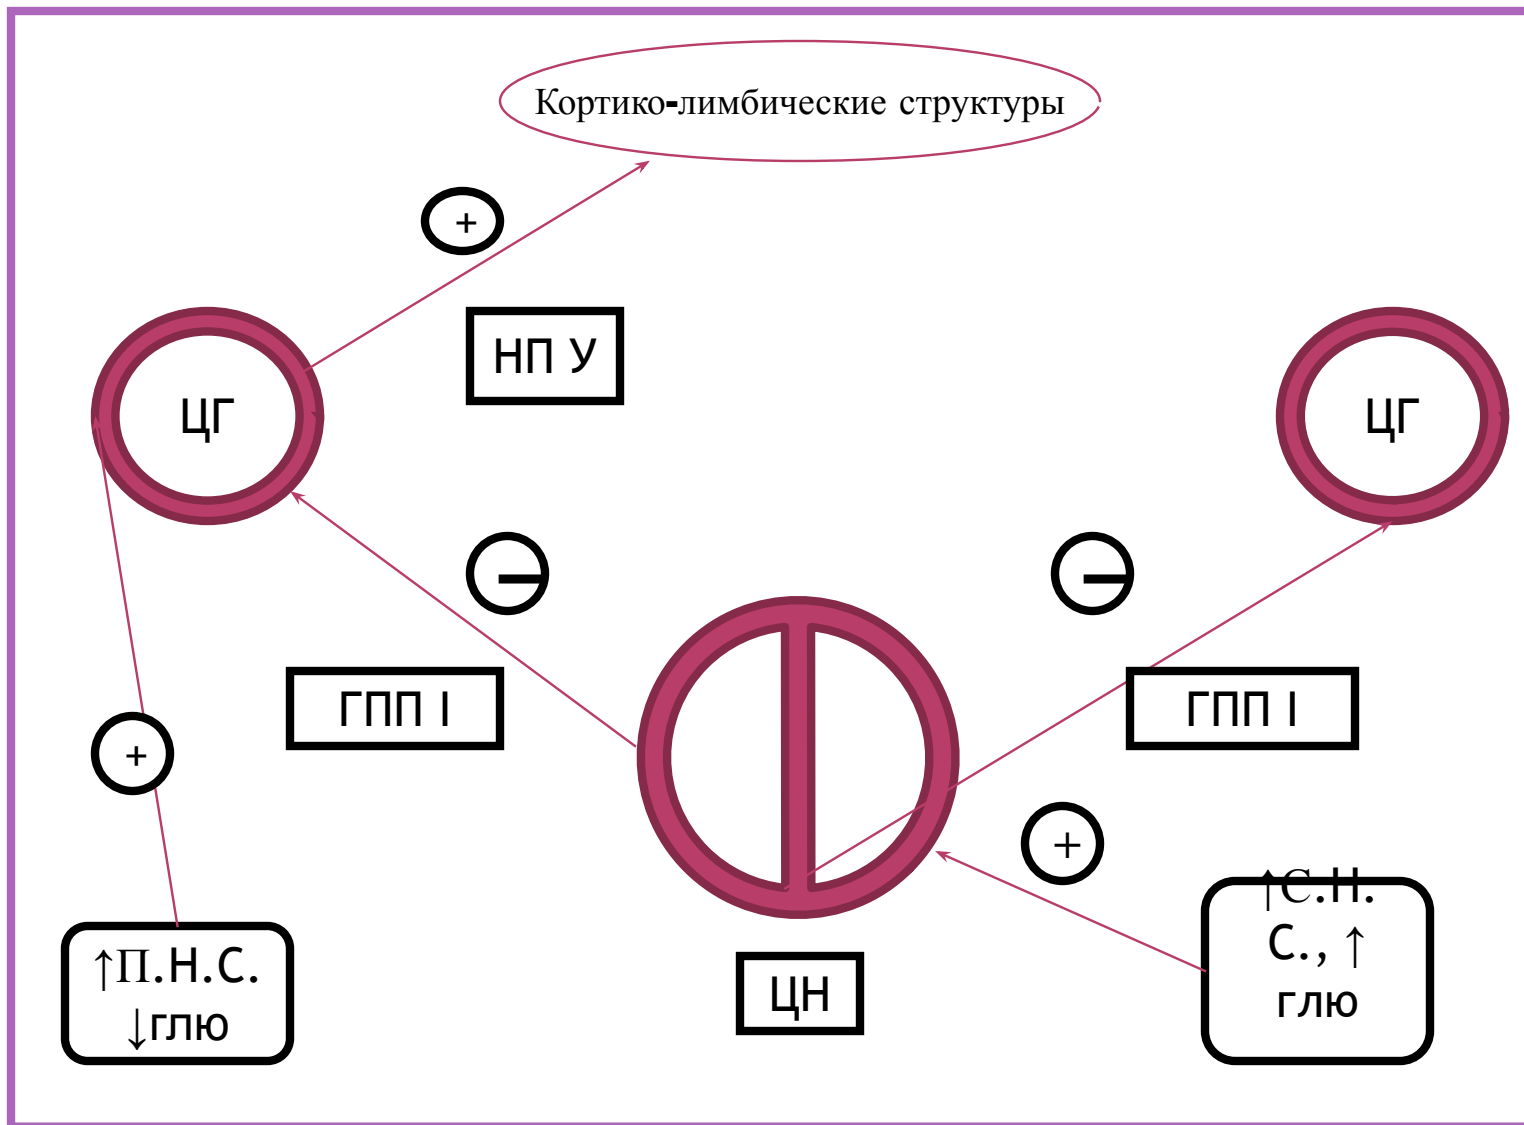 Кортико-лимбические структуры
+
НП У
ЦГ
ЦГ
–
–
ГПП I
ГПП I
+
+
↑П.Н.С.
↓глю
ЦН
↑С.Н.
С., ↑
глю